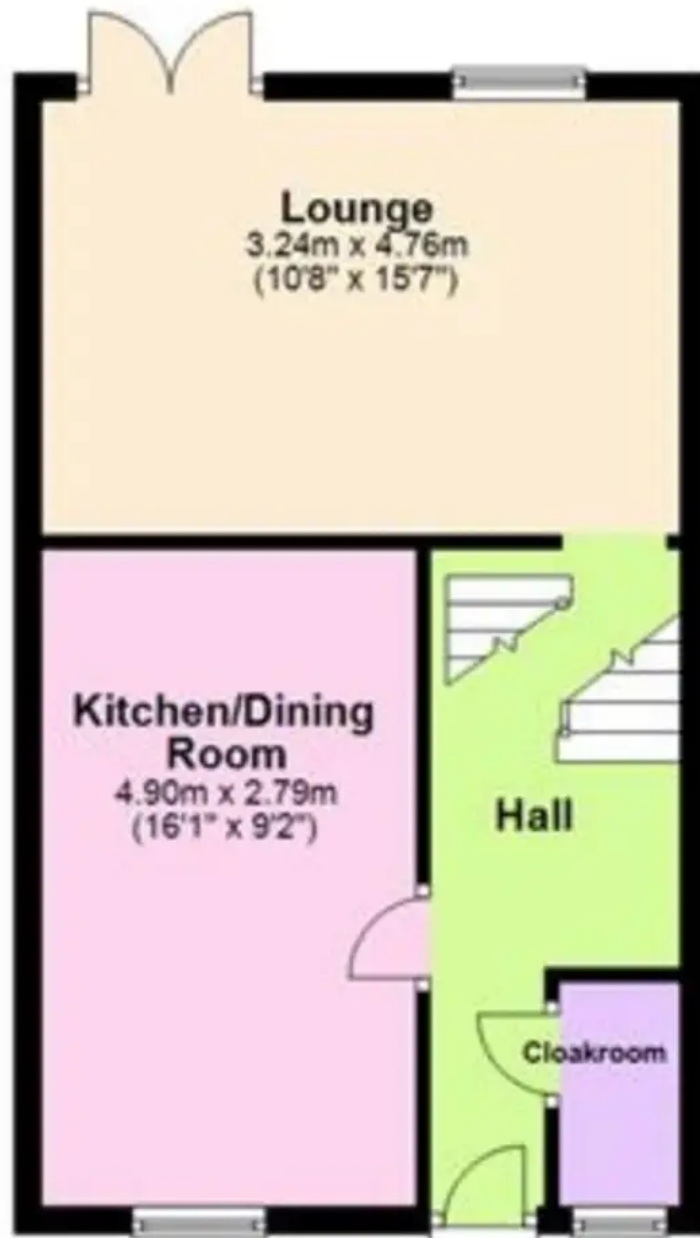 Lounge
3.24m x 4.76m
(10'8" x 15'7")
Kitchen/Dining
Room
4.90m x 2.79m
(16'1" x 9'2")
Hall
Cloakroom